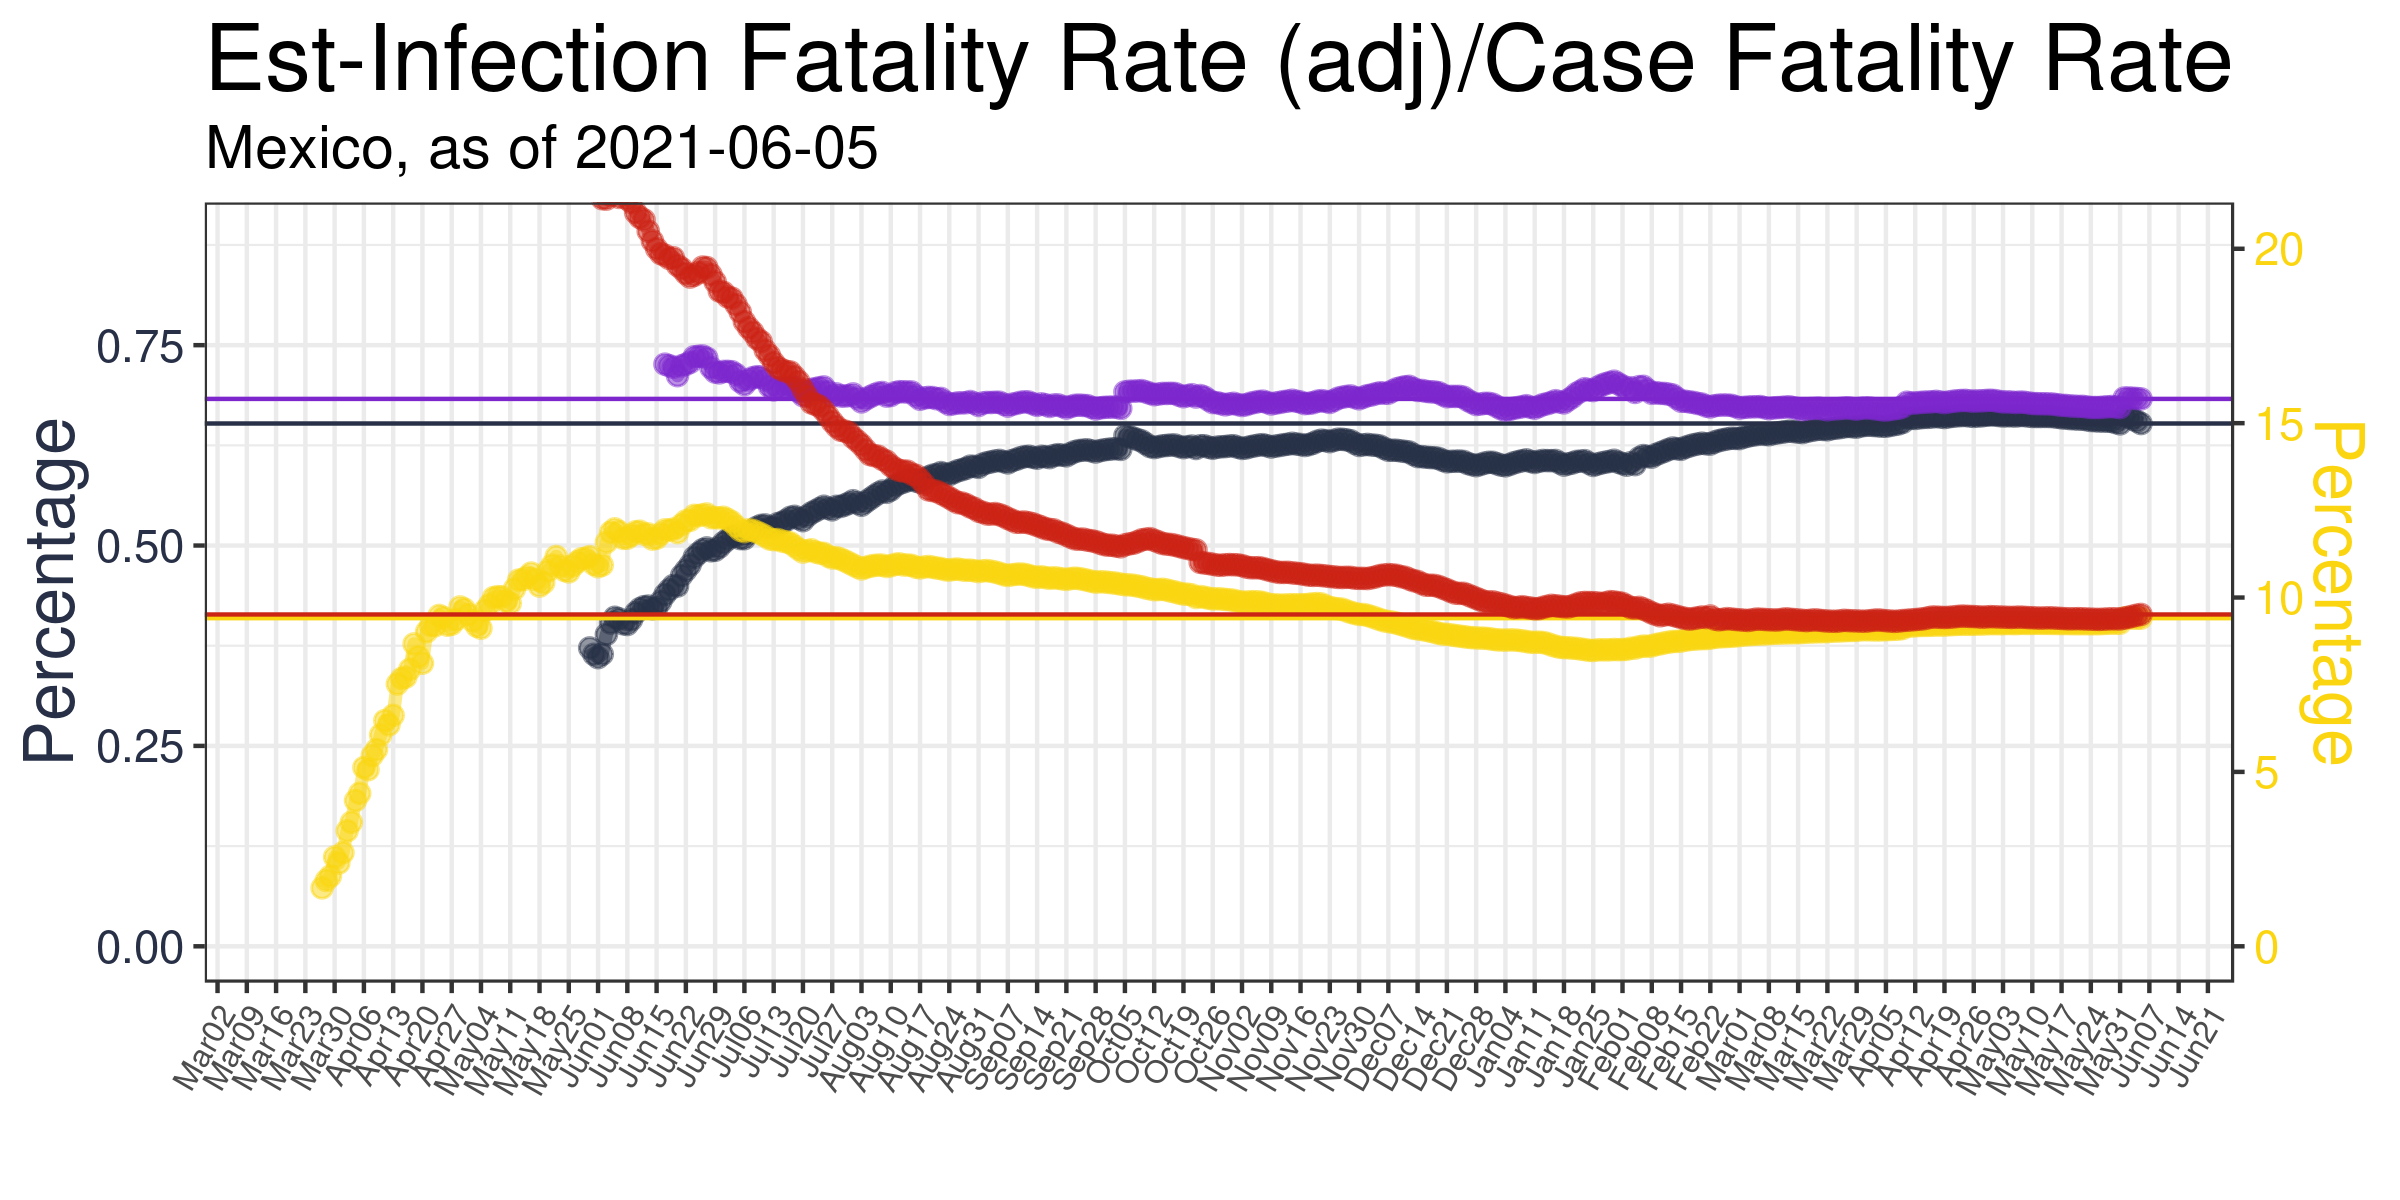 Est-Infection Fatality Rate (adj)/Case Fatality Rate
Mexico, as of 2021-06-05
Percentage
0.75
0.50
0.25
0.00
20
15
10
5
0
Percentage
Mar02
Mar09
Mar16
Mar23
Mar30
Apr06
Apr13
Apr20
Apr27
May04
May11
May18
May25
Jun01
Jun08
Jun15
Jun22
Jun29
Jul06
Jul13
Jul20
Jul27
Aug03
Aug10
Aug17
Aug24
Aug31
Sep07
Sep14
Sep21
Sep28
Oct05
Oct12
Oct19
Oct26
Nov02
Nov09
Nov16
Nov23
Nov30
Dec07
Dec14
Dec21
Dec28
Jan04
Jan11
Jan18
Jan25
Feb01
Feb08
Feb15
Feb22
Mar01
Mar08
Mar15
Mar22
Mar29
Apr05
Apr12
Apr19
Apr26
May03
May10
May17
May24
May31
Jun07
Jun14
Jun21